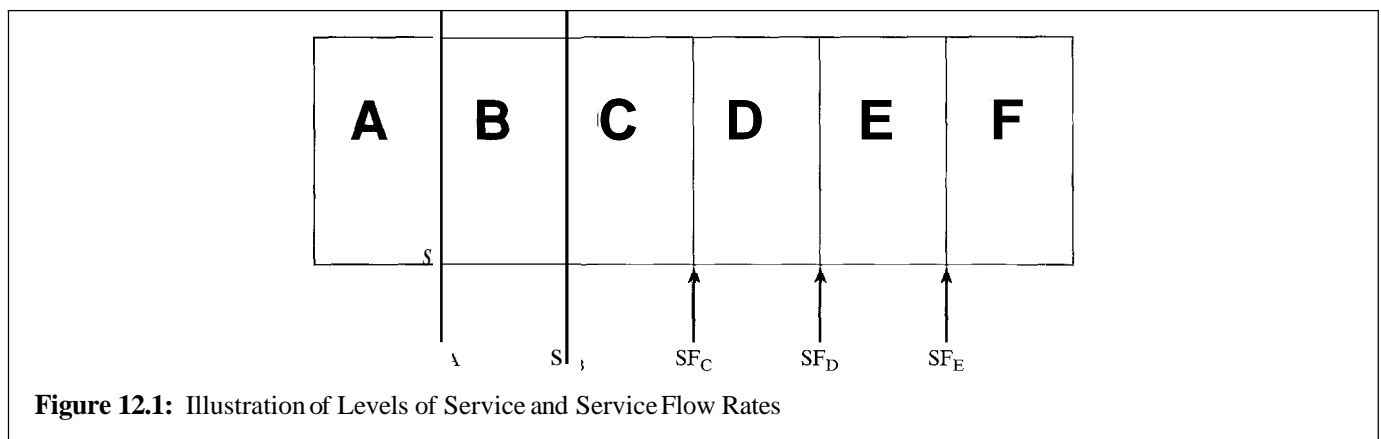 A B C D E F
S
A S SF_C SF_D SF_E
Figure 12.1: Illustration of Levels of Service and Service Flow Rates